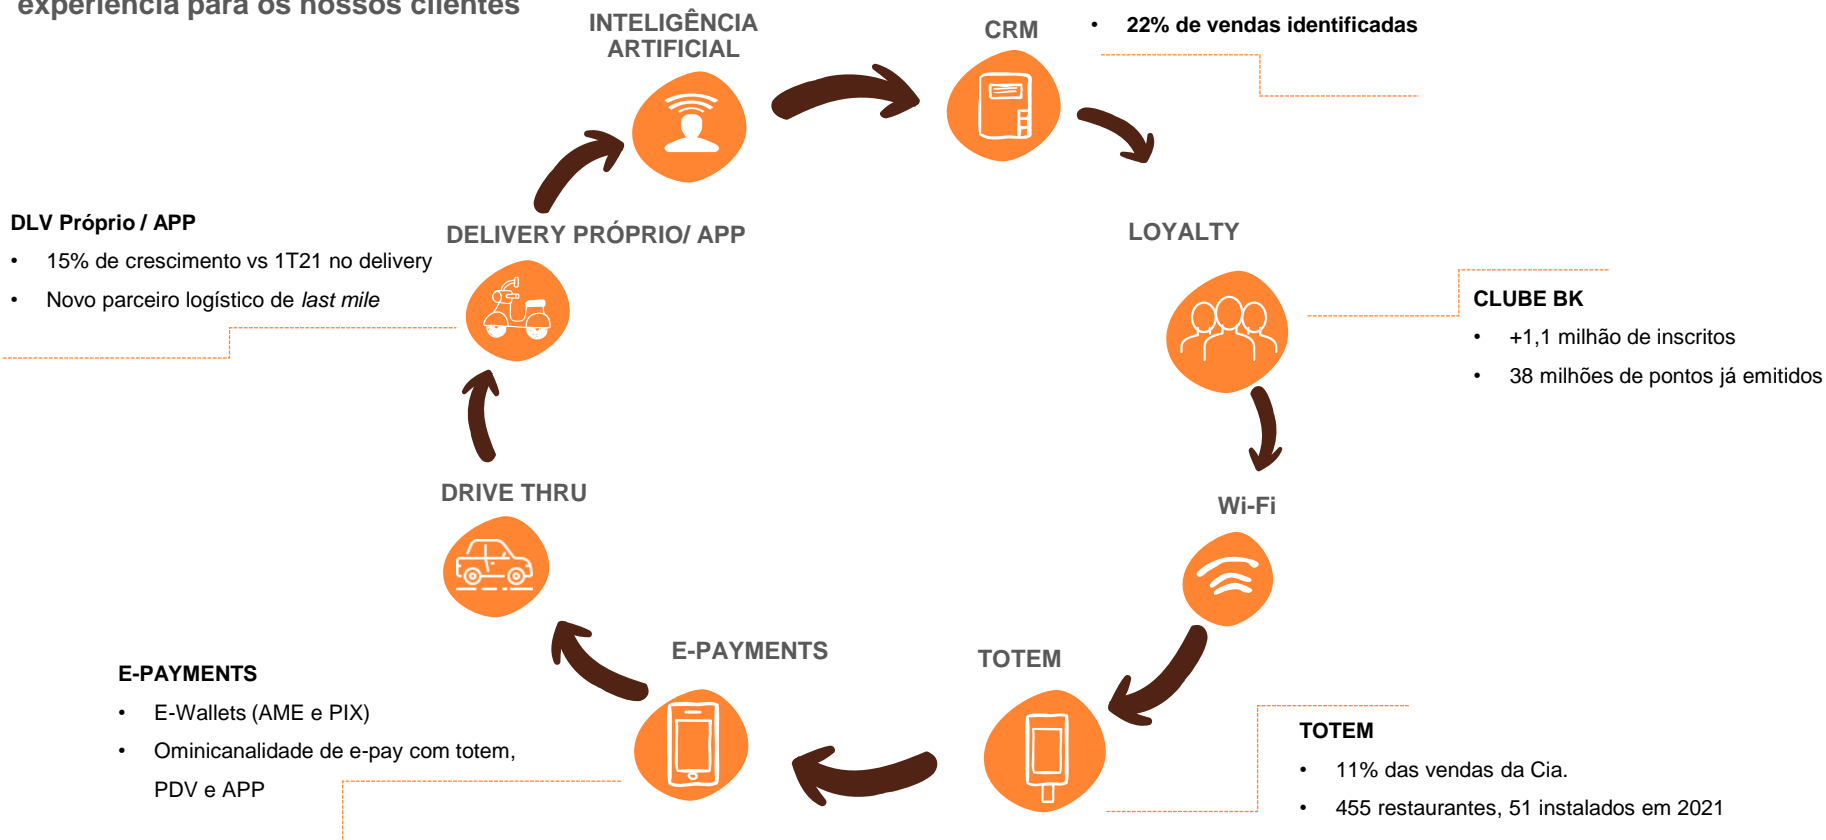 experiência para os nossos clientes
INTELIGÊNCIA
ARTIFICIAL
CRM
• 22% de vendas identificadas
DLV Próprio / APP
• 15% de crescimento vs 1T21 no delivery
• Novo parceiro logístico de last mile
DELIVERY PRÓPRIO/ APP
LOYALTY
CLUBE BK
• +1,1 milhão de inscritos
• 38 milhões de pontos já emitidos
DRIVE THRU
Wi-Fi
E-PAYMENTS
TOTEM
E-PAYMENTS
• E-Wallets (AME e PIX)
• Ominicanalidade de e-pay com totem,
PDV e APP
TOTEM
• 11% das vendas da Cia.
• 455 restaurantes, 51 instalados em 2021